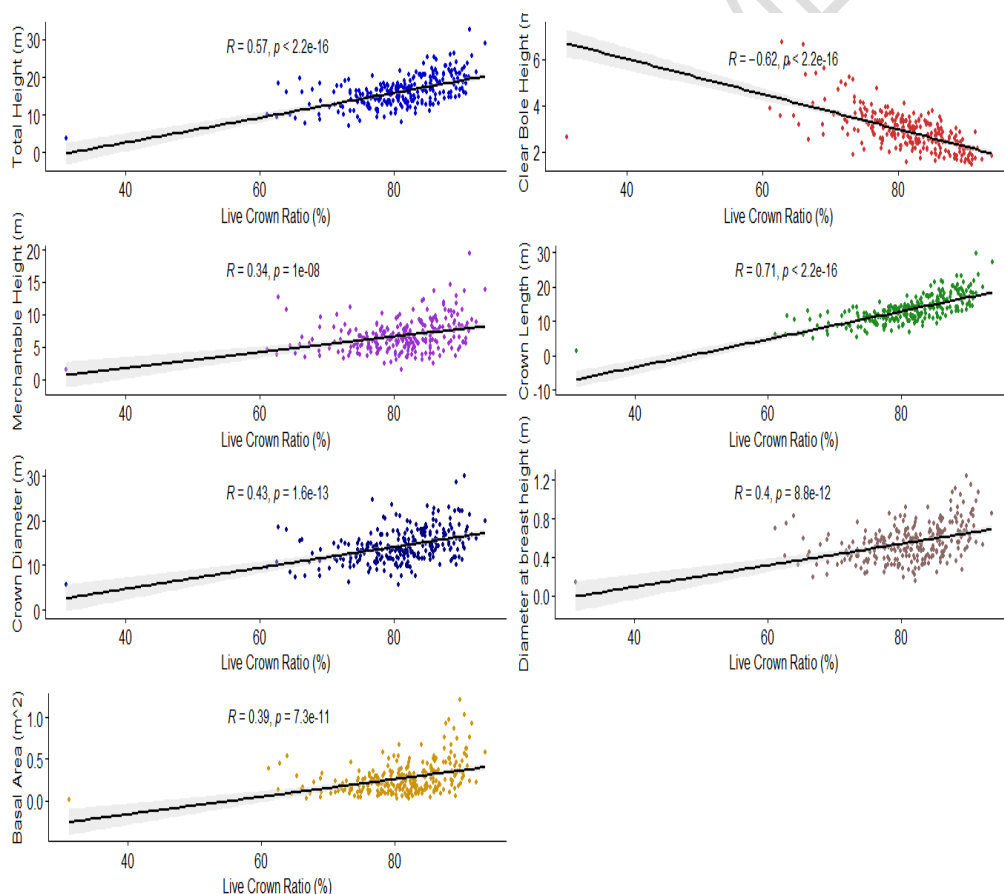 Total Height (m)
30
20
10
0
R = 0.57, p < 2.2e-16
40 60 80
Live Crown Ratio (%)
Clear Bole Height (m
6
4
2
R = −0.62, p < 2.2e-16
40 60 80
Live Crown Ratio (%)
Merchantable Height (m)
20
15
10
5
0
R = 0.34, p = 1e-08
40 60 80
Live Crown Ratio (%)
Crown Length (m)
30
20
10
0
-10
R = 0.71, p < 2.2e-16
40 60 80
Live Crown Ratio (%)
Crown Diameter (m)
30
20
10
0
R = 0.43, p = 1.6e-13
40 60 80
Live Crown Ratio (%)
Diameter at breast height (m)
1.2
0.8
0.4
0.0
R = 0.4, p = 8.8e-12
40 60 80
Live Crown Ratio (%)
Basal Area (m^2)
1.0
0.5
0.0
R = 0.39, p = 7.3e-11
40 60 80
Live Crown Ratio (%)